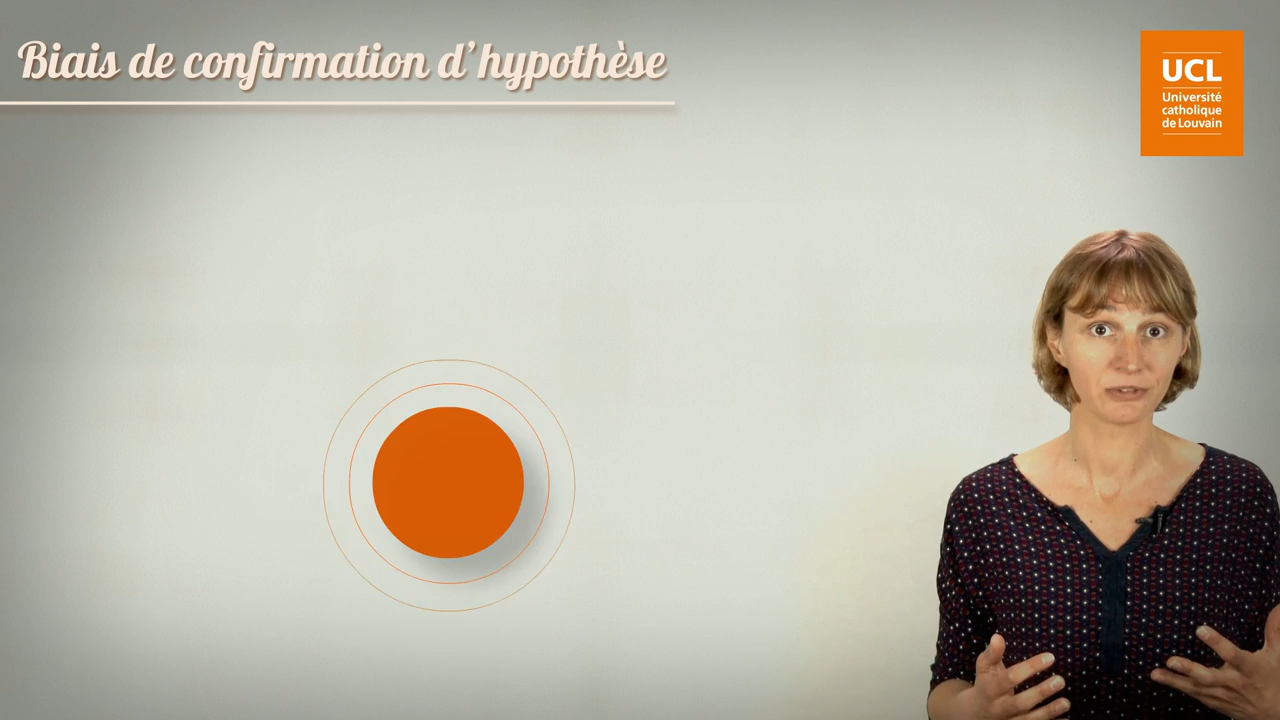 Biais de confirmation d'hypothèse
UCL
Université
catholique
de Louvain